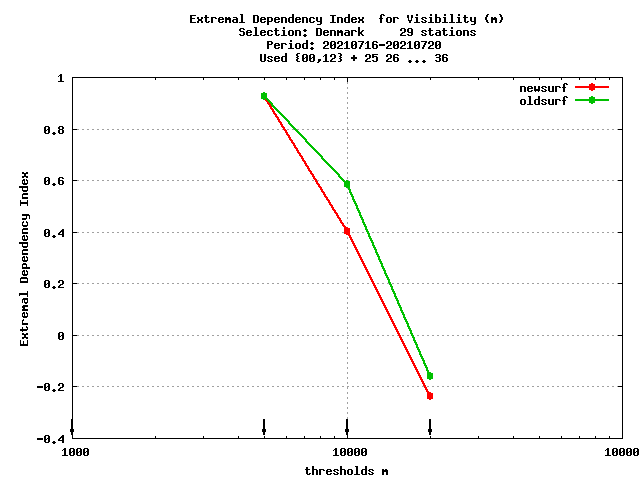 Extremal Dependency Index  for Visibility (m)
Selection: Denmark     29 stations
Period: 20210716-20210720
Used {00,12} + 25 26 ... 36
newsurf
oldsurf
Extremal Dependency Index
1
0.8
0.6
0.4
0.2
0
-0.2
-0.4
1000 10000 10000
thresholds m